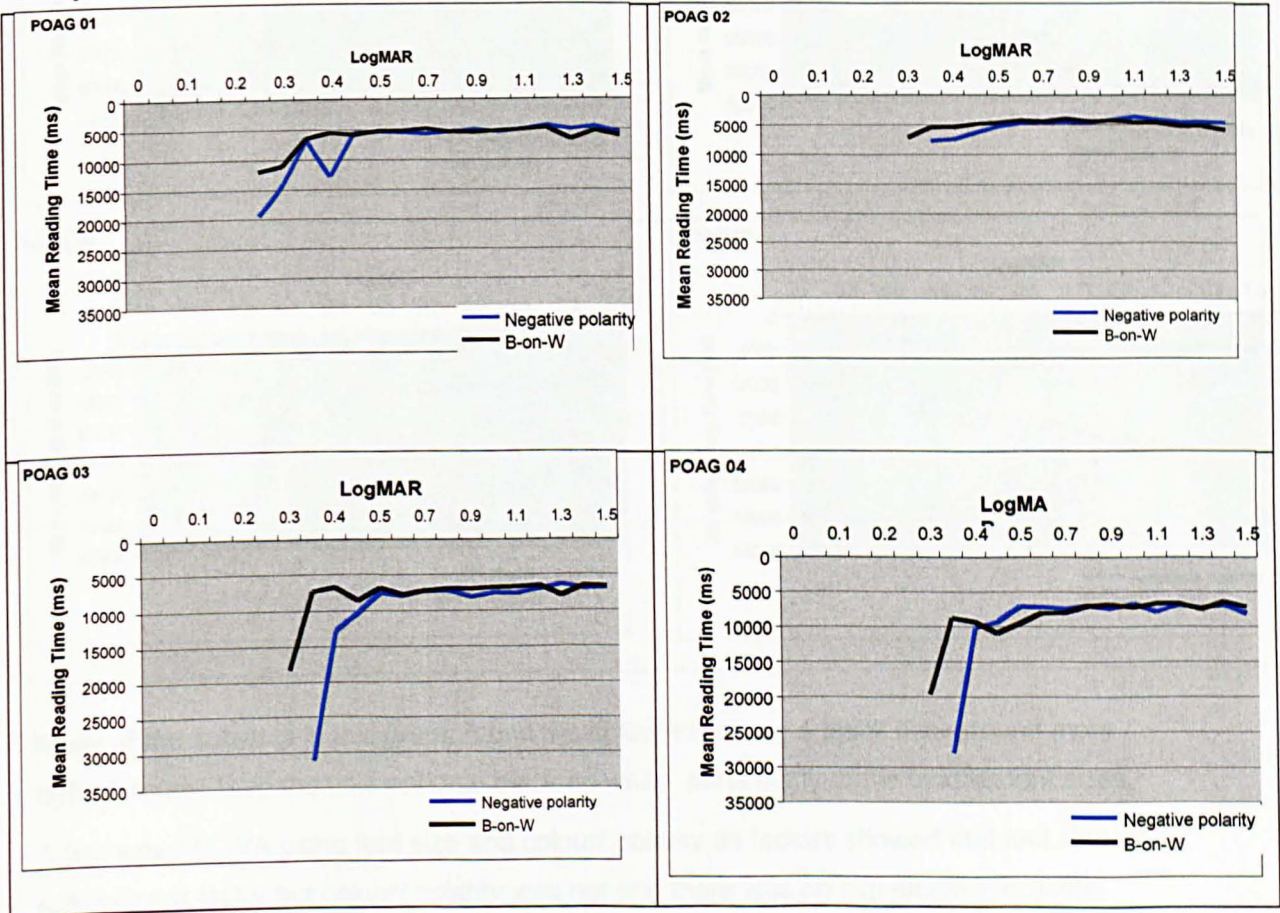 POAG 01
LogMAR
0 0.1 0.2 0.3 0.4 0.5 0.7 0.9 1.1 1.3 1.5
Mean Reading Time (ms)
0
5000
10000
15000
20000
25000
30000
35000
Negative polarity
B-on-W
POAG 02
LogMAR
0 0.1 0.2 0.3 0.4 0.5 0.7 0.9 1.1 1.3 1.5
Mean Reading Time (ms)
0
5000
10000
15000
20000
25000
30000
35000
Negative polarity
B-on-W
POAG 03
LogMAR
0 0.1 0.2 0.3 0.4 0.5 0.7 0.9 1.1 1.3 1.5
Mean Reading Time (ms)
0
5000
10000
15000
20000
25000
30000
35000
Negative polarity
B-on-W
POAG 04
LogMA
0 0.1 0.2 0.3 0.4 0.5 0.7 0.9 1.1 1.3 1.5
Mean Reading Time (ms)
0
5000
10000
15000
20000
25000
30000
35000
Negative polarity
B-on-W